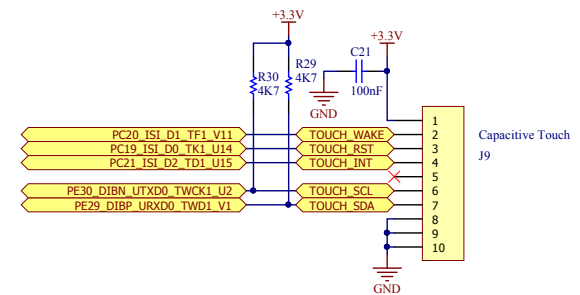 +3.3V
+3.3V
R30
4K7
R29
4K7
C21
100nF
GND
PC20_ISI_D1_TF1_V11
TOUCH_WAKE
PC19_ISI_D0_TK1_U14
TOUCH_RST
PC21_ISI_D2_TD1_U15
TOUCH_INT
PE30_DIBN_UTXD0_TWCK1_U2
TOUCH_SCL
PE29_DIBP_URXD0_TWD1_V1
TOUCH_SDA
1
2
3
4
5
6
7
8
9
10
Capacitive Touch
J9
GND